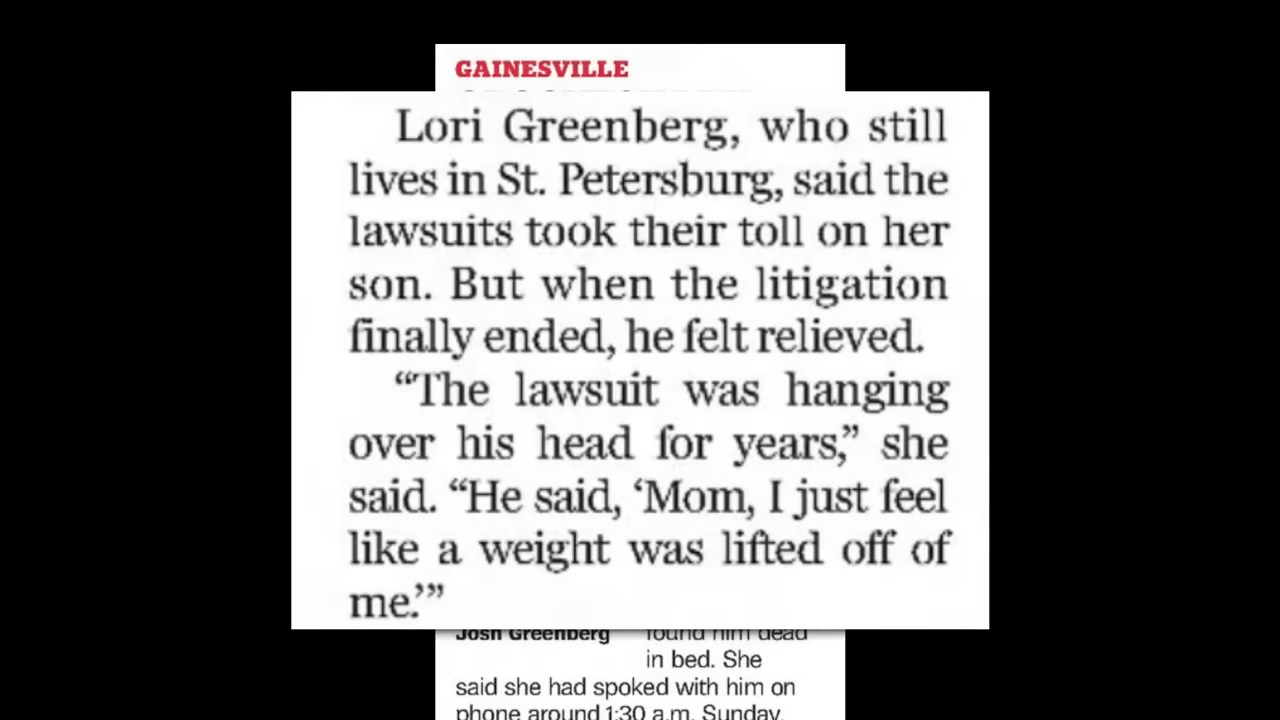 GAINESVILLE
Lori Greenberg, who still
lives in St. Petersburg, said the
lawsuits took their toll on her
son. But when the litigation
finally ended, he felt relieved.
“The lawsuit was hanging
over his head for years,” she
said. “He said, ‘Mom, I just feel
like a weight was lifted off of
me.’”
Josh Greenberg
found him dead
in bed. She
said she had spoked with him on
phone around 1:30 a.m. Sunday,